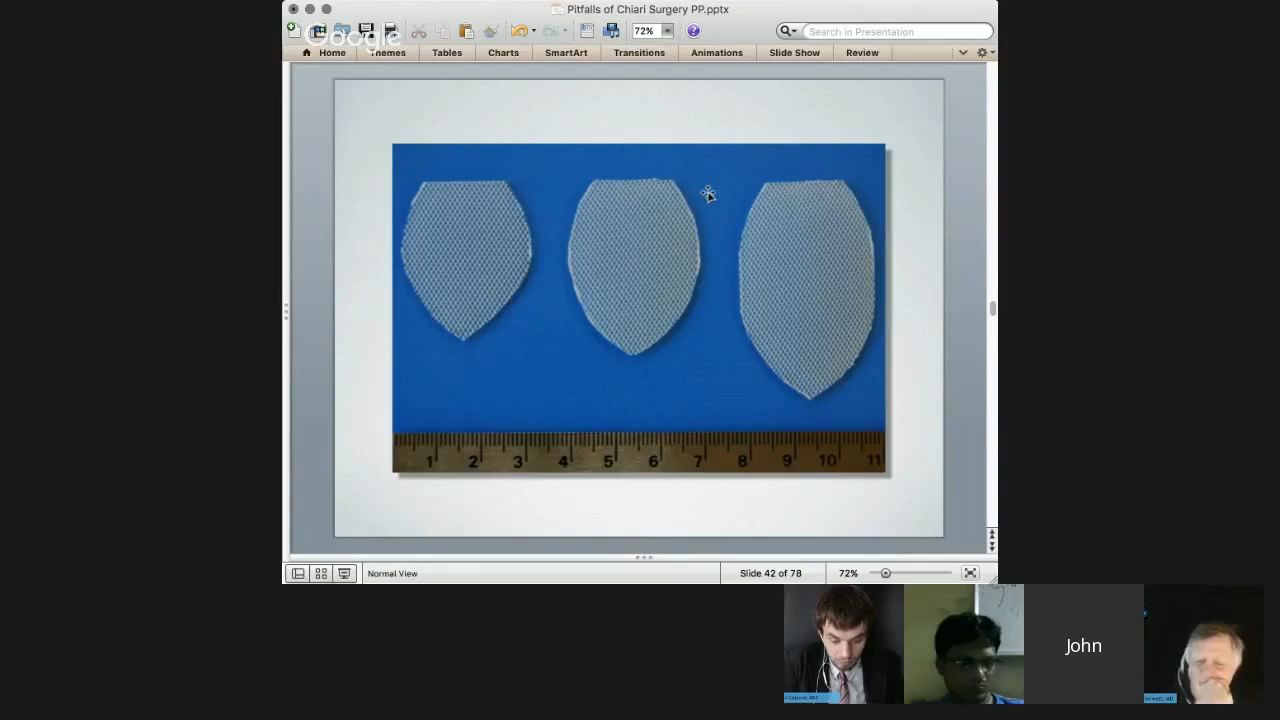 Pitfalls of Chiari Surgery PP.pptx
Google
72%
Search in Presentation
Home Themes Tables Charts SmartArt Transitions Animations Slide Show Review
1 2 3 4 5 6 7 8 9 10 11
Normal View
Slide 42 of 78
72%
John